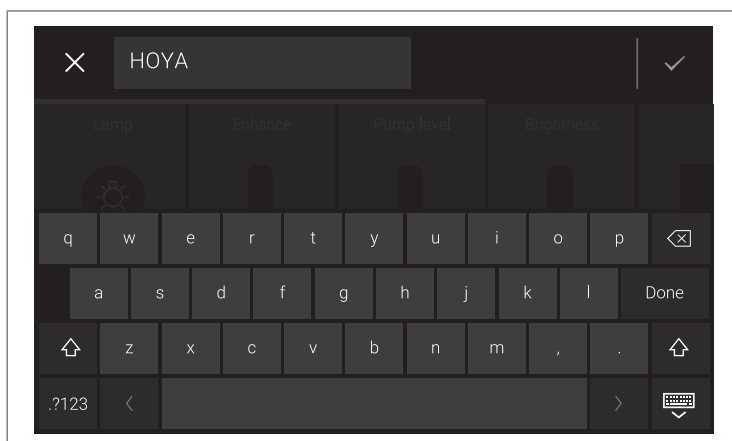 HOYA
Lamp Enhance Pump level Brightness
q w e r t y u i o p
a s d f g h j k l Done
z x c v b n m , .
.?123